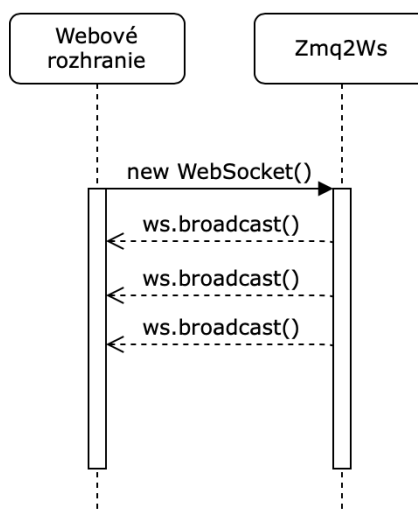 Webové
rozhranie
Zmq2Ws
new WebSocket()
ws.broadcast()
ws.broadcast()
ws.broadcast()